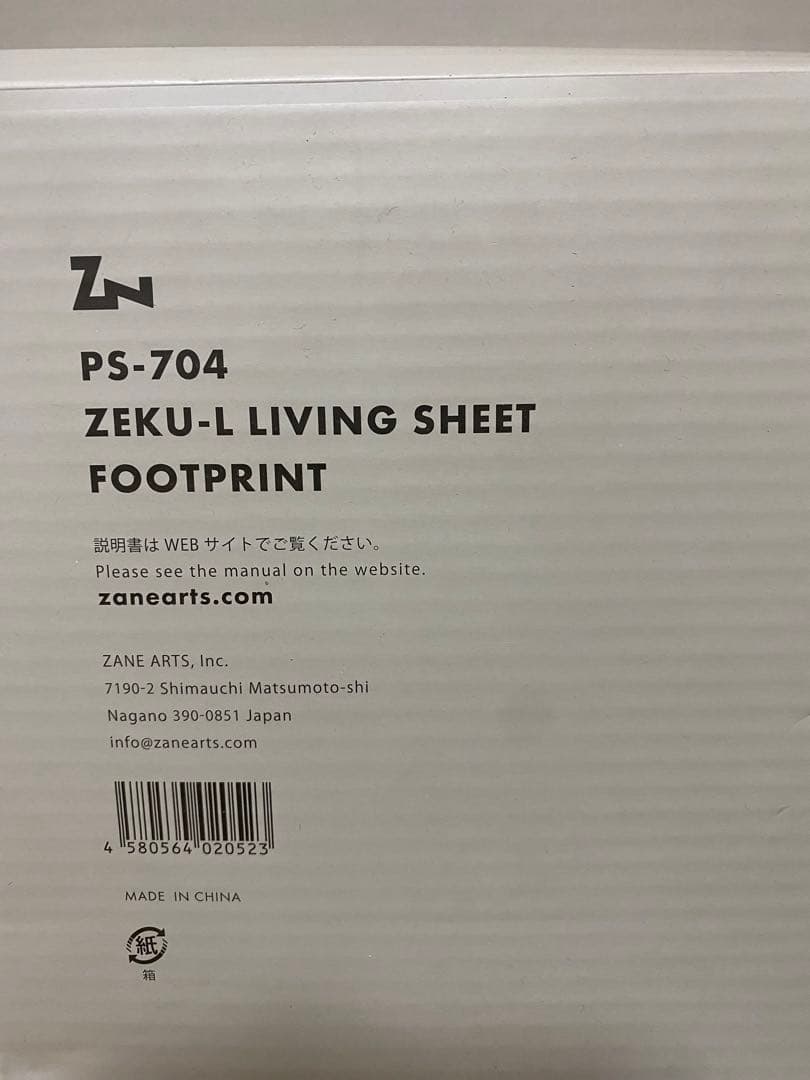 ZN
PS-704
ZEKU-L LIVING SHEET
FOOTPRINT
説明書は WEB サイトでご覧ください。
Please see the manual on the website.
zanearts.com
ZANE ARTS, Inc.
7190-2 Shimauchi Matsumoto-shi
Nagano 390-0851 Japan
info@zanearts.com
4 580564 020523
MADE IN CHINA
紙
箱